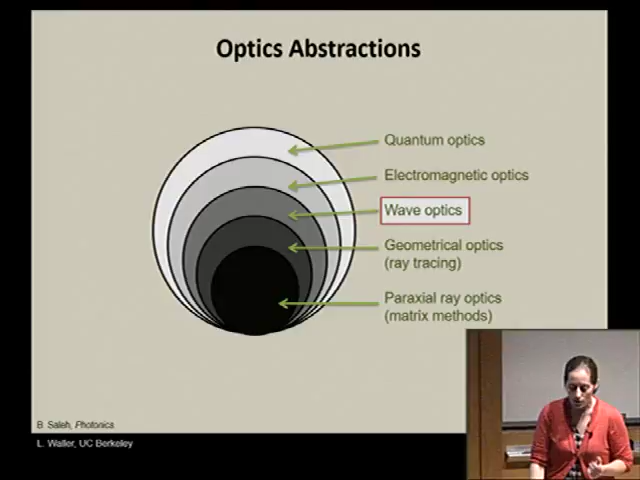 Optics Abstractions
Quantum optics
Electromagnetic optics
Wave optics
Geometrical optics
(ray tracing)
Paraxial ray optics
(matrix methods)
B. Saleh, Photonica
L. Waller, UC Berkeley